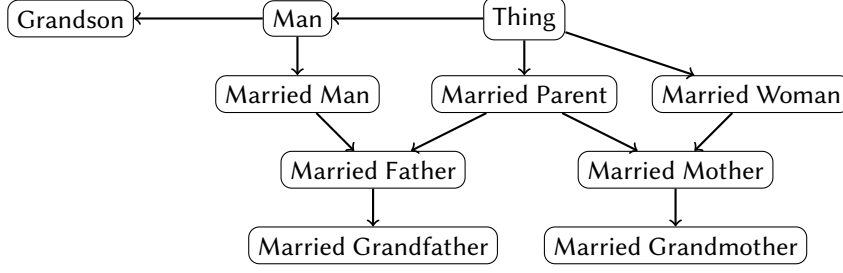 Grandson
Man
Thing
Married Man
Married Parent
Married Woman
Married Father
Married Mother
Married Grandfather
Married Grandmother